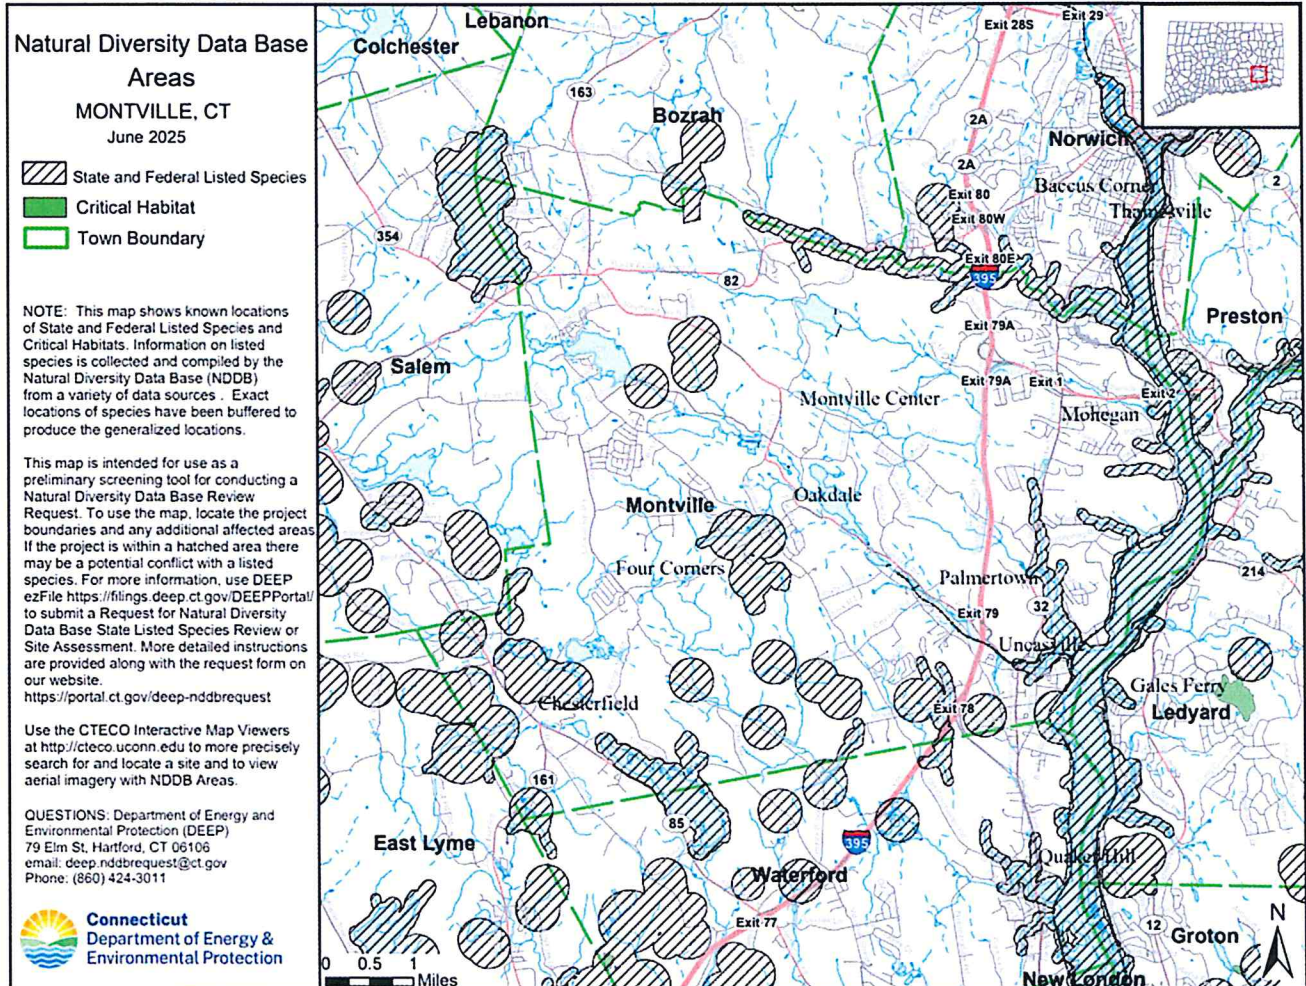 Natural Diversity Data Base
Areas
MONTVILLE, CT
June 2025
State and Federal Listed Species
Critical Habitat
Town Boundary
NOTE: This map shows known locations
of State and Federal Listed Species and
Critical Habitats. Information on listed
species is collected and compiled by the
Natural Diversity Data Base (NDDB)
from a variety of data sources . Exact
locations of species have been buffered to
produce the generalized locations.
This map is intended for use as a
preliminary screening tool for conducting a
Natural Diversity Data Base Review
Request. To use the map, locate the project
boundaries and any additional affected areas
If the project is within a hatched area there
may be a potential conflict with a listed
species. For more information, use DEEP
ezFile https://filings.deep.ct.gov/DEEPPortal/
to submit a Request for Natural Diversity
Data Base State Listed Species Review or
Site Assessment. More detailed instructions
are provided along with the request form on
our website.
https://portal.ct.gov/deep-nddbrequest
Use the CTECO Interactive Map Viewers
at http://cteco.uconn.edu to more precisely
search for and locate a site and to view
aerial imagery with NDDB Areas.
QUESTIONS: Department of Energy and
Environmental Protection (DEEP)
79 Elm St, Hartford, CT 06106
email: deep.nddbrequest@ct.gov
Phone: (860) 424-3011
Connecticut
Department of Energy &
Environmental Protection
Lebanon
Colchester
Exit 28S
Exit 29
163
Bozrah
2A
Norwich
2A
Baccus Corner
2
Exit 80
Thamesville
Exit 80W
354
Exit 80E
395
82
Preston
Exit 79A
Salem
Exit 79A
Exit 1
Exit 2
Montville Center
Mohegan
Oakdale
Montville
Four Corners
Palmertown
214
32
Exit 79
Uncasville
Gales Ferry
Ledyard
Chesterfield
Exit 78
161
85
395
East Lyme
Quaker Hill
Waterford
Exit 77
12
Groton
N
0 0.5 1
Miles
New London